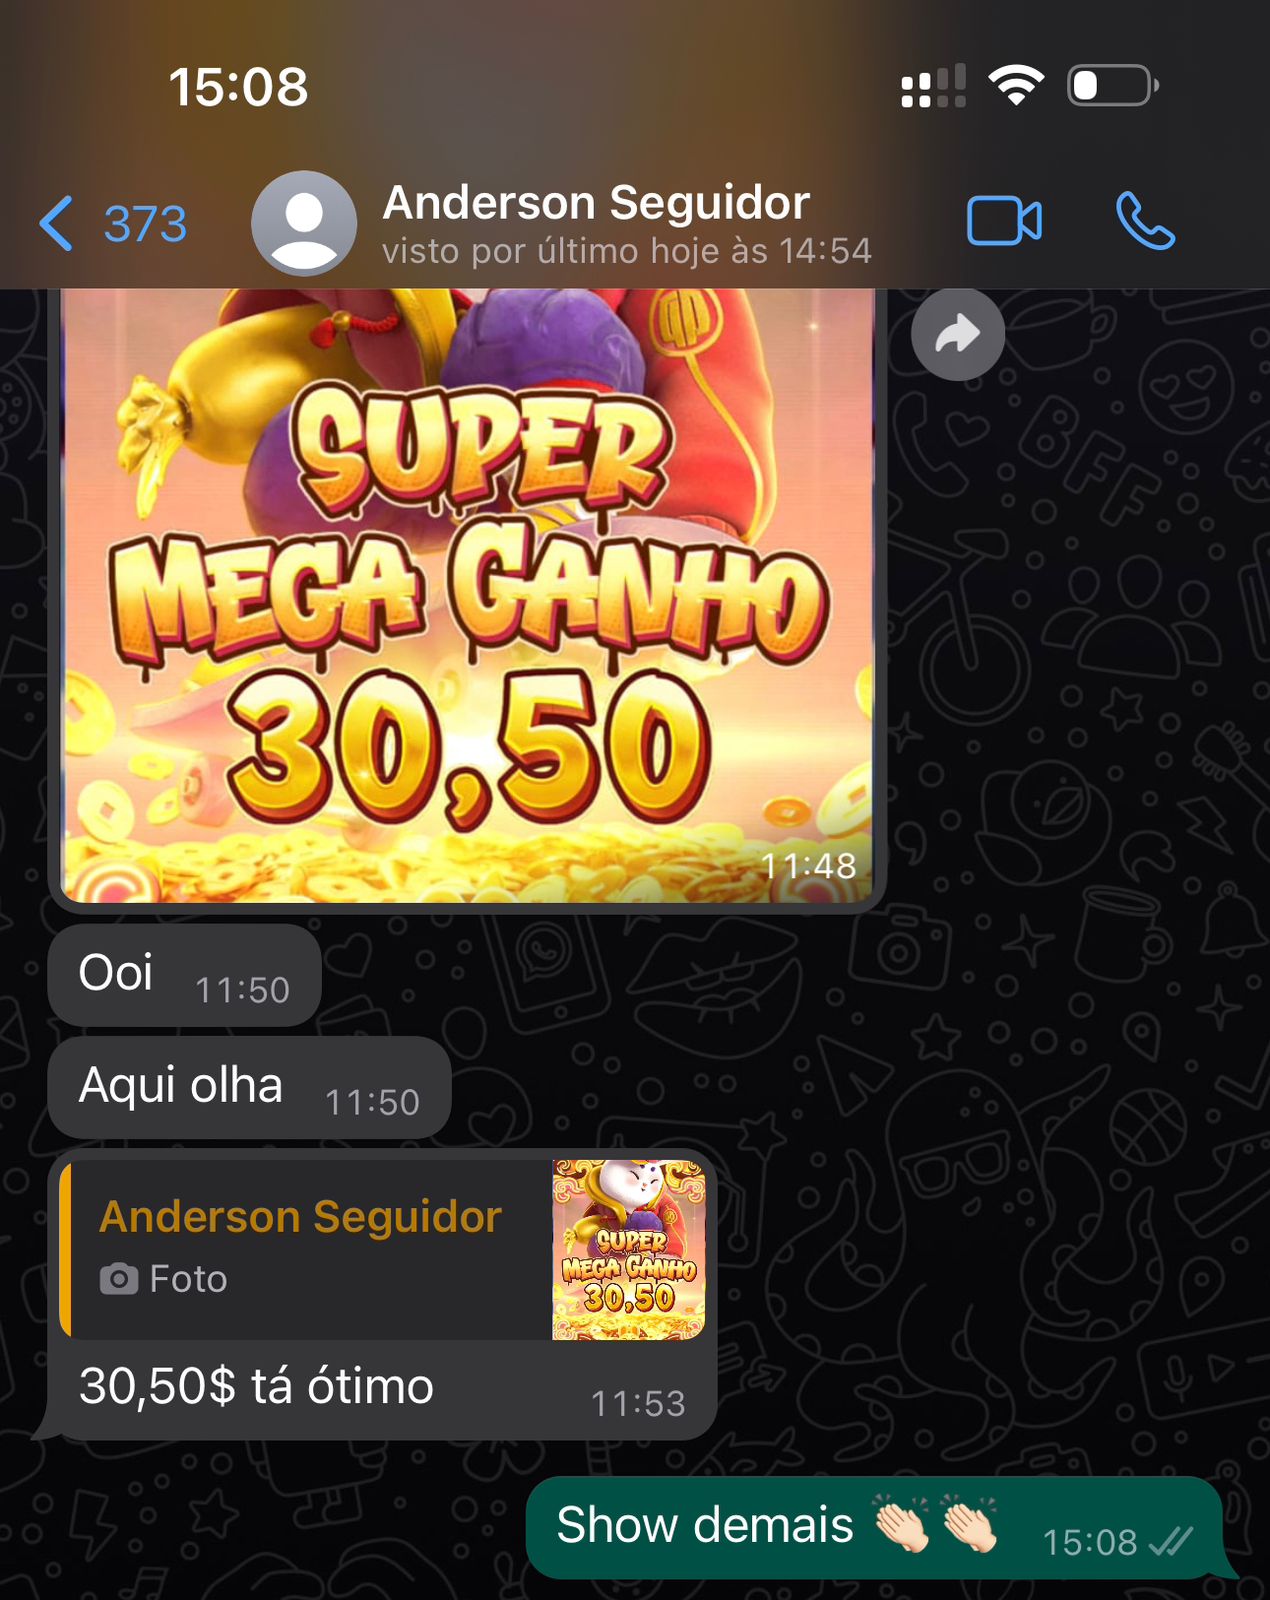 15:08
373
Anderson Seguidor
visto por último hoje às 14:54
SUPER
MEGA GANHO
30,50
11:48
Ooi 11:50
Aqui olha 11:50
Anderson Seguidor
Foto
SUPER
MEGA GANHO
30,50
30,50$ tá ótimo 11:53
Show demais 👏🏻👏🏻 15:08
BFF